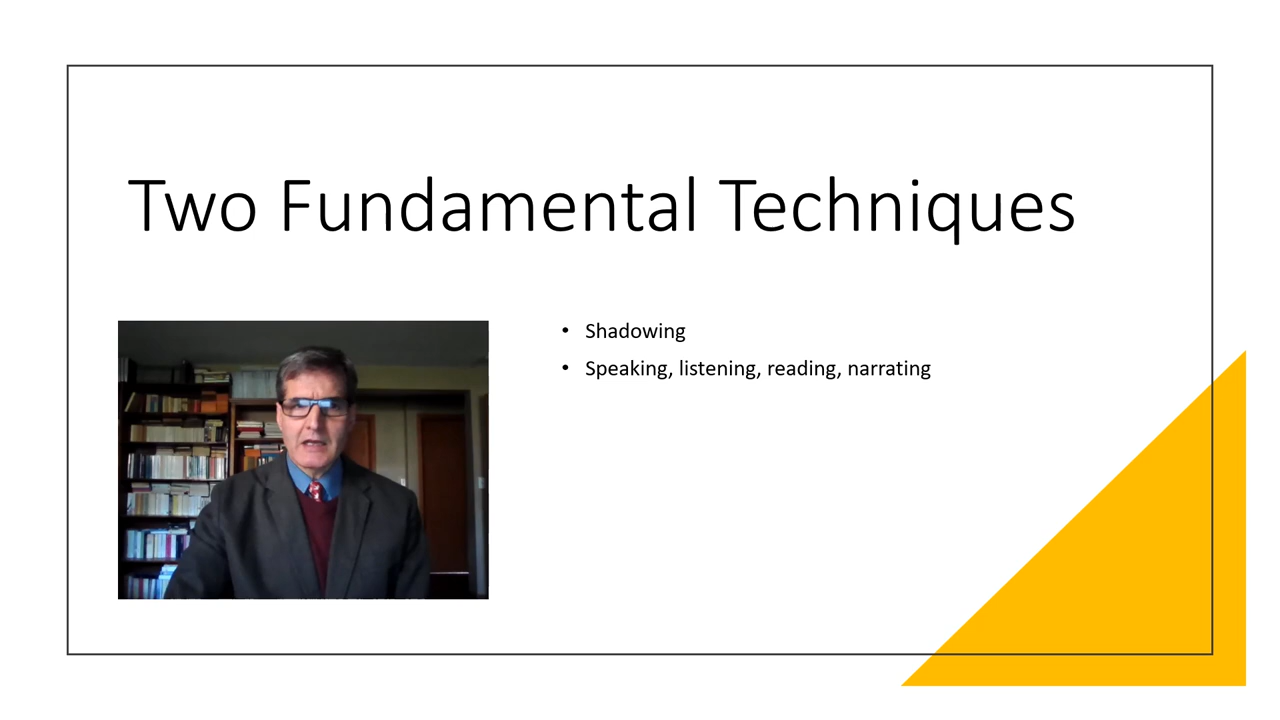 Two Fundamental Techniques
• Shadowing
• Speaking, listening, reading, narrating